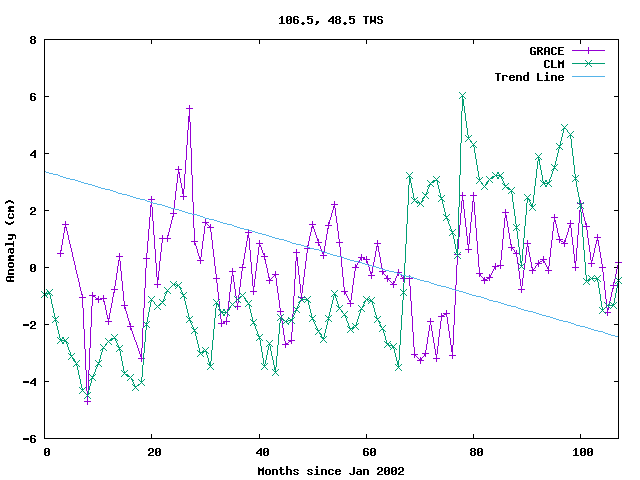 106.5, 48.5 TWS
GRACE
CLM
Trend Line
8
6
4
2
0
-2
-4
-6
Anomaly (cm)
0 20 40 60 80 100
Months since Jan 2002